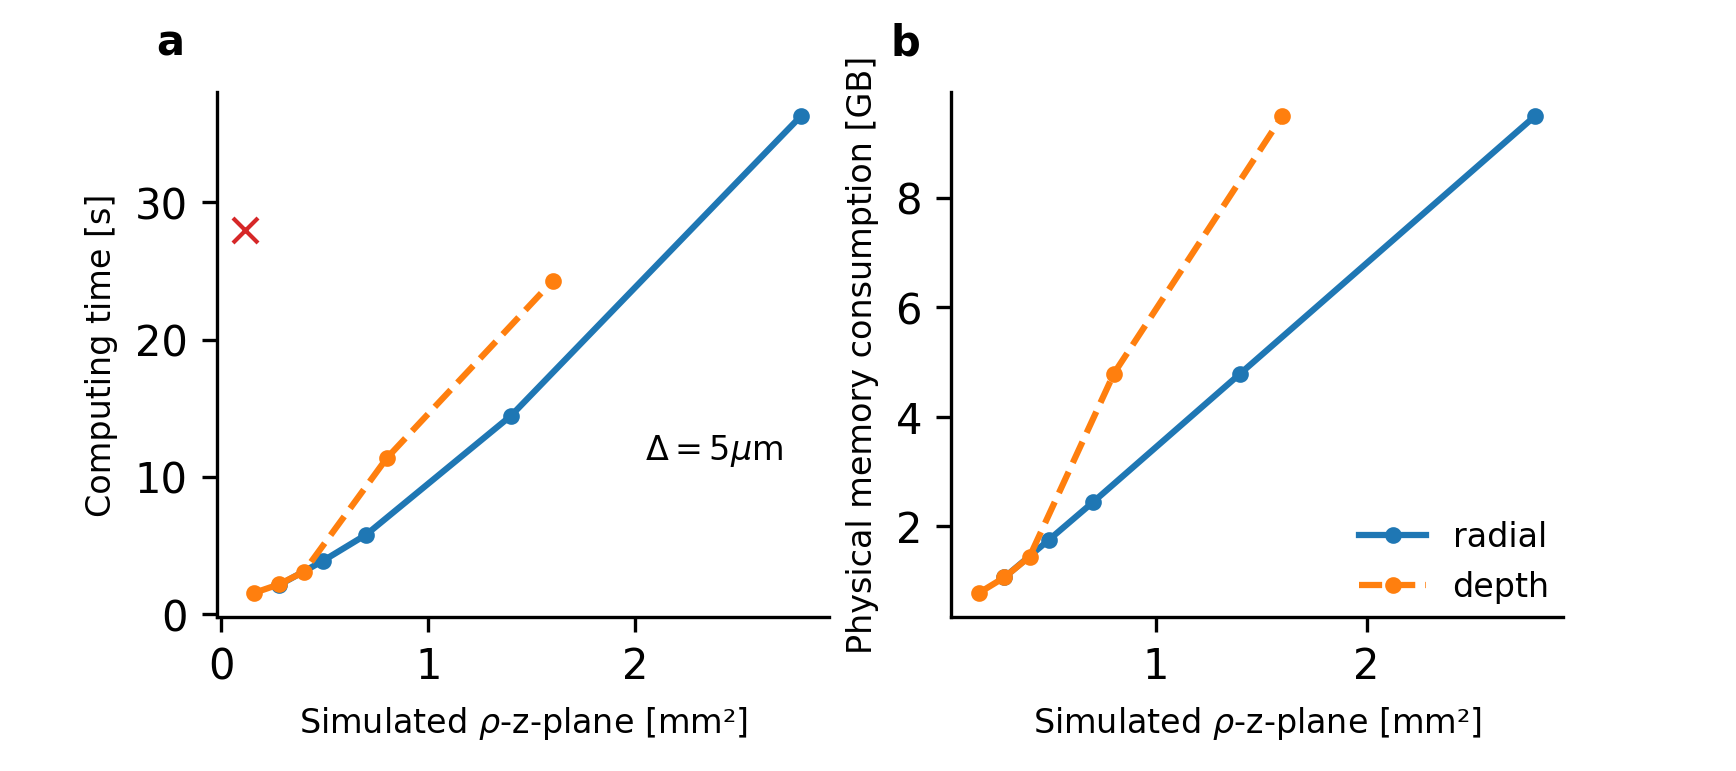 a
Computing time [s]
30
20
10
0
0 1 2
Δ = 5μm
Simulated ρ-z-plane [mm²]
b
Physical memory consumption [GB]
8
6
4
2
1 2
radial
depth
Simulated ρ-z-plane [mm²]